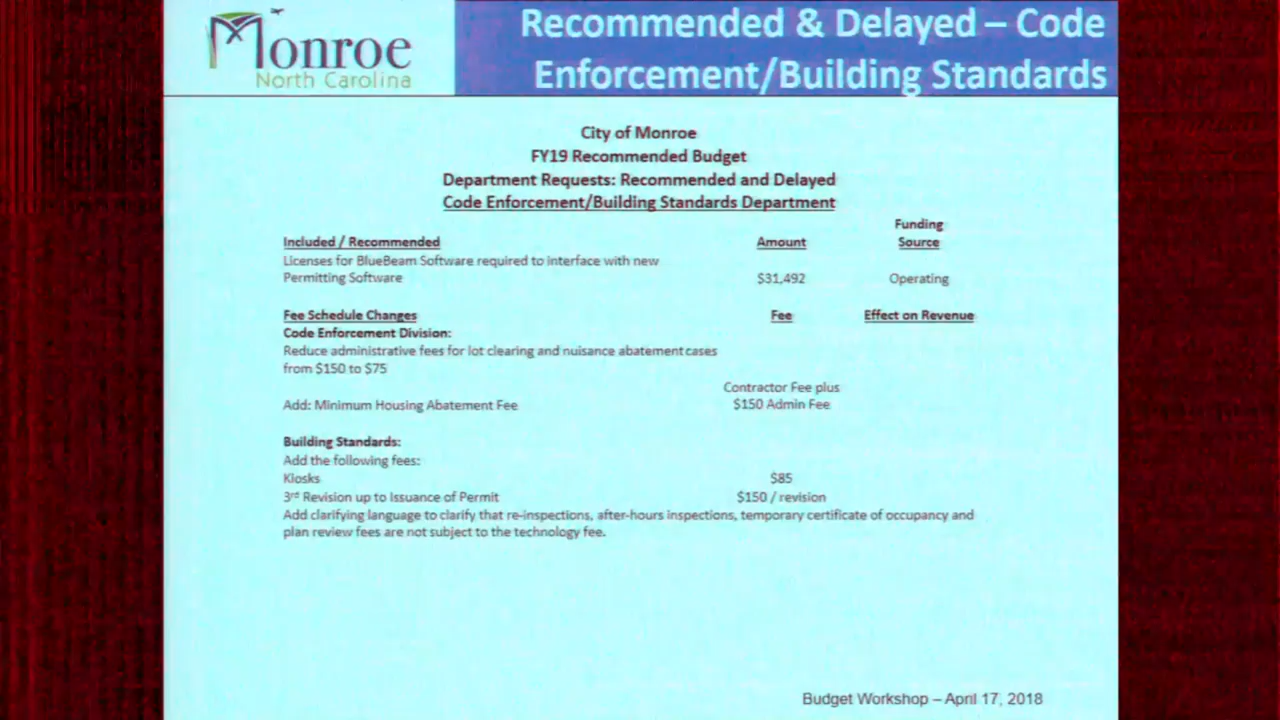 Monroe
North Carolina
Recommended & Delayed – Code
Enforcement/Building Standards
City of Monroe
FY19 Recommended Budget
Department Requests: Recommended and Delayed
Code Enforcement/Building Standards Department
Funding
Included / Recommended Amount Source
Licenses for BlueBeam Software required to interface with new
Permitting Software $31,492 Operating
Fee Schedule Changes Fee Effect on Revenue
Code Enforcement Division:
Reduce administrative fees for lot clearing and nuisance abatement cases
from $150 to $75
Contractor Fee plus
Add: Minimum Housing Abatement Fee $150 Admin Fee
Building Standards:
Add the following fees:
Kiosks $85
3rd Revision up to Issuance of Permit $150 / revision
Add clarifying language to clarify that re-inspections, after-hours inspections, temporary certificate of occupancy and
plan review fees are not subject to the technology fee.
Budget Workshop – April 17, 2018